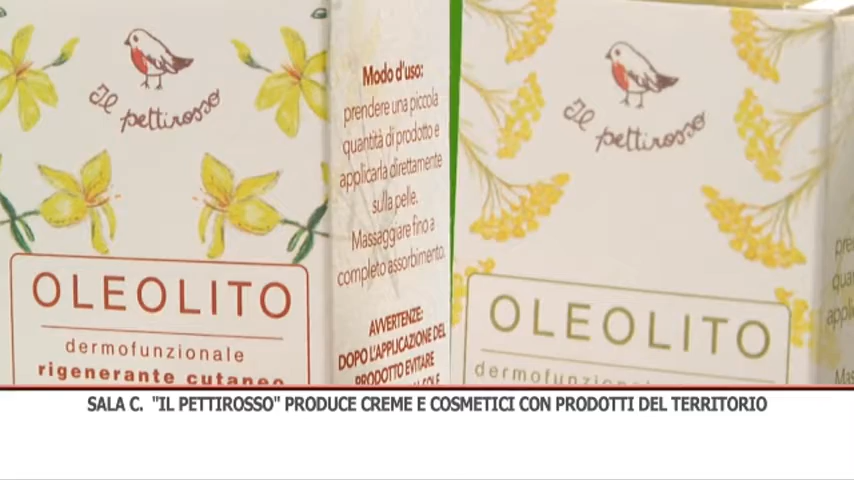 Il pettirosso
OLEOLITO
dermofunzionale
rigenerante cutaneo
Modo d'uso:
prendere una piccola
quantità di prodotto e
applicarla direttamente
sulla pelle.
Massaggiare fino a
completo assorbimento.
AVVERTENZE:
DOPO L'APPLICAZIONE DEL
PRODOTTO EVITARE
Il pettirosso
OLEOLITO
dermofunzionale
SALA C. "IL PETTIROSSO" PRODUCE CREME E COSMETICI CON PRODOTTI DEL TERRITORIO